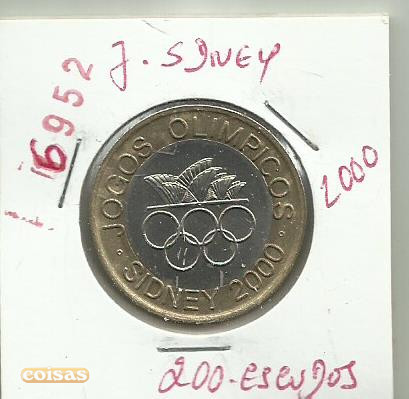 J. SIDNEY
16952
JOGOS OLIMPICOS
· SIDNEY 2000 ·
2000
200-ESCUDOS
coisas